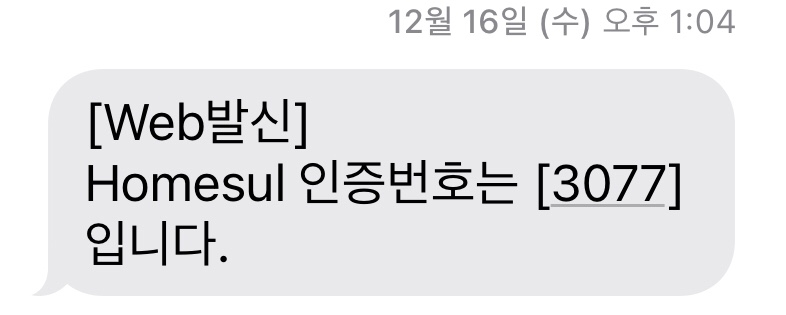 12월 16일 (수) 오후 1:04
[Web발신]
Homesul 인증번호는 [3077]
입니다.